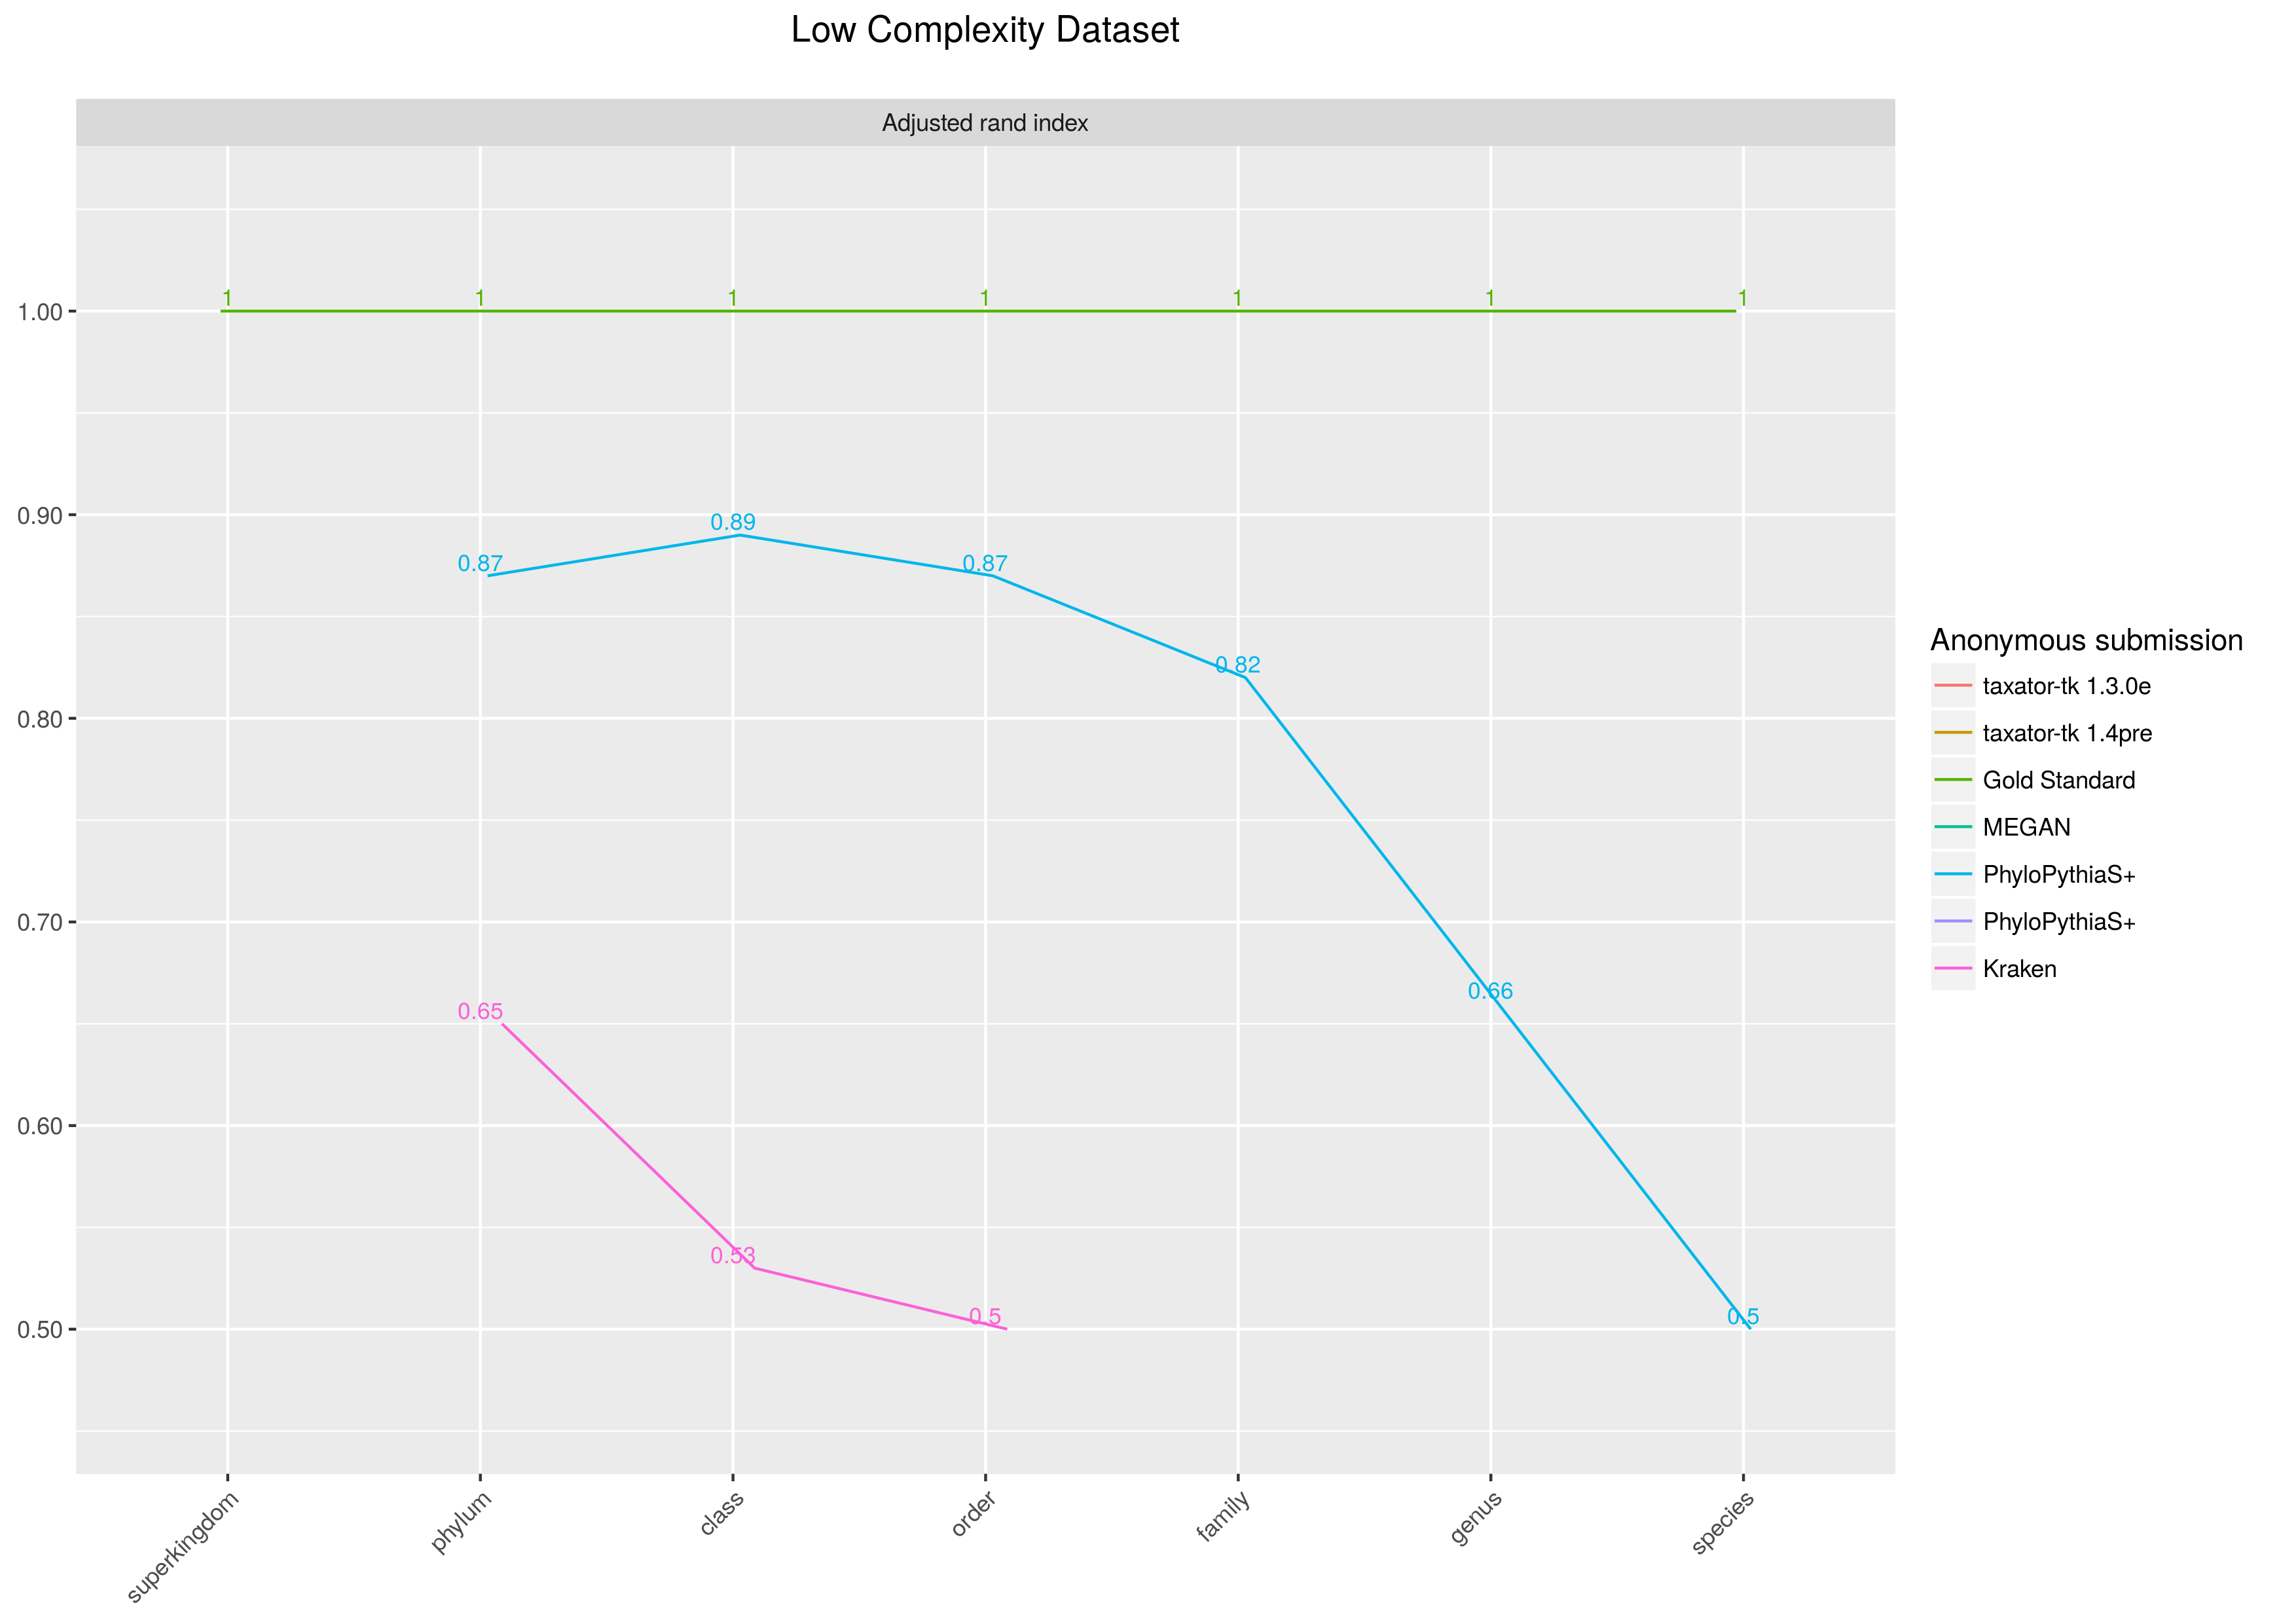 Low Complexity Dataset
Adjusted rand index
1 1 1 1 1 1 1
1.00
0.90
0.89
0.87 0.87
0.82
0.80
0.70
0.66
0.65
0.60
0.53
0.5 0.5
0.50
superkingdom phylum class order family genus species
Anonymous submission
taxator-tk 1.3.0e
taxator-tk 1.4pre
Gold Standard
MEGAN
PhyloPythiaS+
PhyloPythiaS+
Kraken